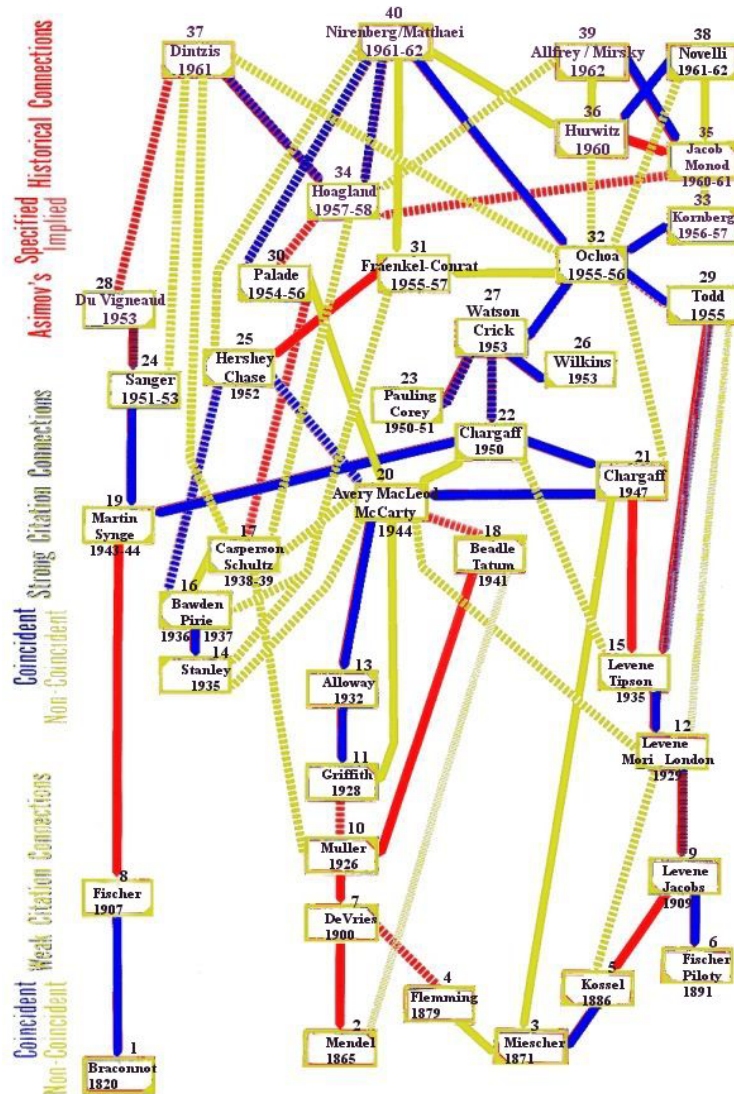 37
Dintzis
1961
40
Nirenberg/Matthaei
1961-62
39
Allfrey / Mirsky
1962
38
Novelli
1961-62
36
Hurwitz
1960
35
Jacob
Monod
1960-61
34
Hoagland
1957-58
33
Kornberg
1956-57
32
Ochoa
1955-56
31
Fraenkel-Conrat
1955-57
30
Palade
1954-56
29
Todd
1955
28
Du Vigneaud
1953
27
Watson
Crick
1953
26
Wilkins
1953
25
Hershey
Chase
1952
24
Sanger
1951-53
23
Pauling
Corey
1950-51
22
Chargaff
1950
21
Chargaff
1947
20
Avery MacLeod
McCarty
1944
19
Martin
Synge
1943-44
18
Beadle
Tatum
1941
17
Casperson
Schultz
1938-39
16
Bawden
Pirie
1936 1937
15
Levene
Tipson
1935
14
Stanley
1935
13
Alloway
1932
12
Levene
Mori London
1929
11
Griffith
1928
10
Muller
1926
9
Levene
Jacobs
1909
8
Fischer
1907
7
DeVries
1900
6
Fischer
Piloty
1891
5
Kossel
1886
4
Flemming
1879
3
Miescher
1871
2
Mendel
1865
1
Braconnot
1820
Asimov's Specified Historical Connections
Implied
Coincident Strong Citation Connections
Non-Coincident
Coincident Weak Citation Connections
Non-Coincident